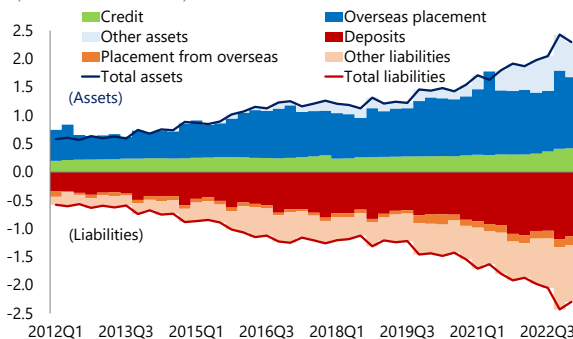 Credit Overseas placement
Other assets Deposits
Placement from overseas Other liabilities
Total assets Total liabilities
2.5
2.0
1.5
1.0
0.5
0.0
-0.5
-1.0
-1.5
-2.0
-2.5
(Assets)
(Liabilities)
2012Q1 2013Q3 2015Q1 2016Q3 2018Q1 2019Q3 2021Q1 2022Q3